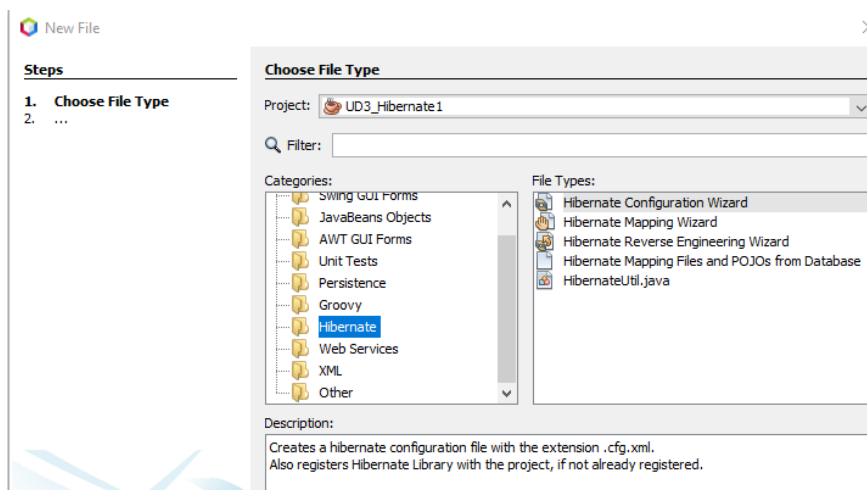 New File
Steps
1. Choose File Type
2. ...
Choose File Type
Project: UD3_Hibernate1
Filter:
Categories:
Swing GUI Forms
JavaBeans Objects
AWT GUI Forms
Unit Tests
Persistence
Groovy
Hibernate
Web Services
XML
Other
File Types:
Hibernate Configuration Wizard
Hibernate Mapping Wizard
Hibernate Reverse Engineering Wizard
Hibernate Mapping Files and POJOs from Database
HibernateUtil.java
Description:
Creates a hibernate configuration file with the extension .cfg.xml.
Also registers Hibernate Library with the project, if not already registered.